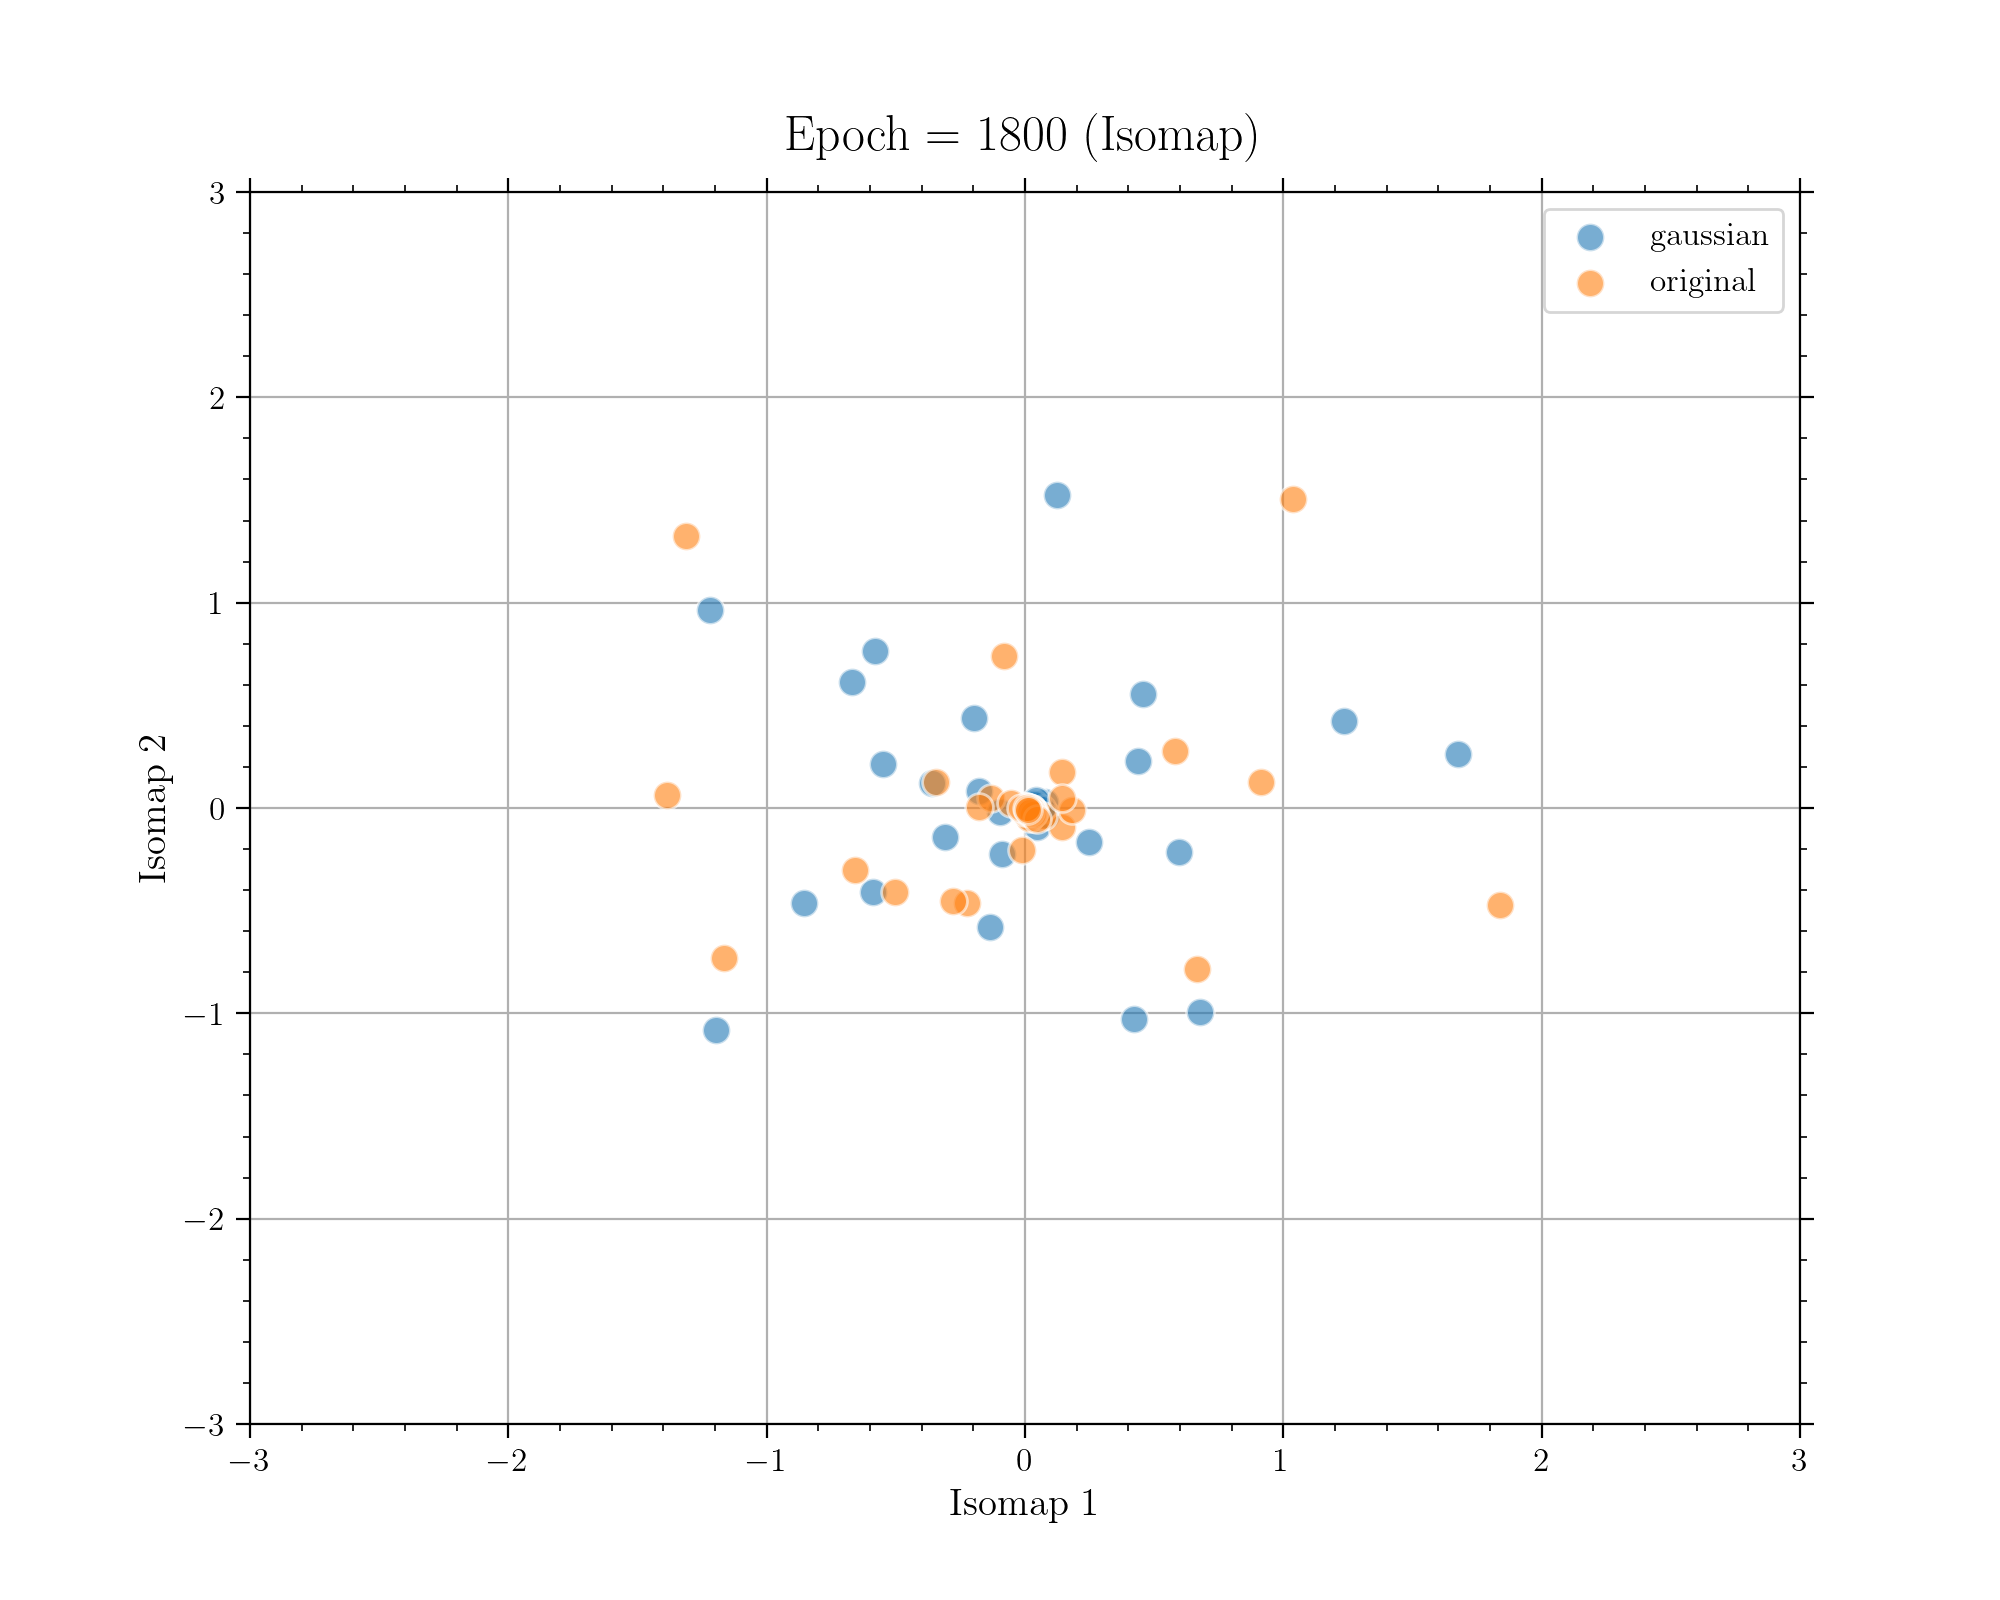 Epoch = 1800 (Isomap)
gaussian
original
3
2
1
0
−1
−2
−3
Isomap 2
−3
−2
−1
0
1
2
3
Isomap 1